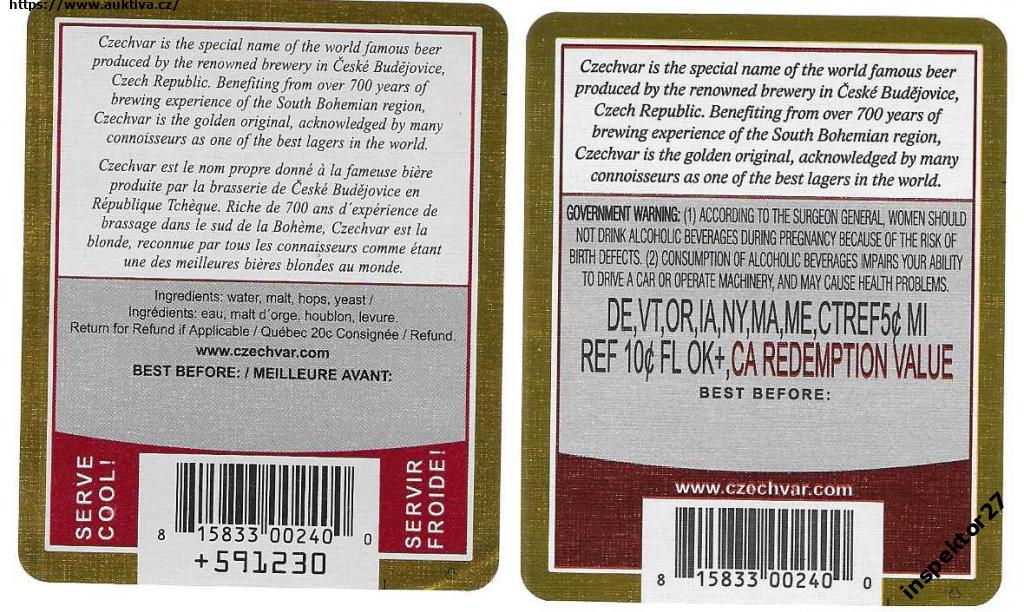 https://www.auktiva.cz/
Czechvar is the special name of the world famous beer
produced by the renowned brewery in České Budějovice,
Czech Republic. Benefiting from over 700 years of
brewing experience of the South Bohemian region,
Czechvar is the golden original, acknowledged by many
connoisseurs as one of the best lagers in the world.
Czechvar est le nom propre donné à la fameuse bière
produite par la brasserie de České Budějovice en
République Tchèque. Riche de 700 ans d'expérience de
brassage dans le sud de la Bohème, Czechvar est la
blonde, reconnue par tous les connaisseurs comme étant
une des meilleures bières blondes au monde.
Ingredients: water, malt, hops, yeast /
Ingrédients: eau, malt d´orge, houblon, levure.
Return for Refund if Applicable / Québec 20c Consignée / Refund.
www.czechvar.com
BEST BEFORE: / MEILLEURE AVANT:
SERVE
COOL!
SERVIR
FROIDE!
8 15833 00240 0
+591230
Czechvar is the special name of the world famous beer
produced by the renowned brewery in České Budějovice,
Czech Republic. Benefiting from over 700 years of
brewing experience of the South Bohemian region,
Czechvar is the golden original, acknowledged by many
connoisseurs as one of the best lagers in the world.
GOVERNMENT WARNING: (1) ACCORDING TO THE SURGEON GENERAL, WOMEN SHOULD
NOT DRINK ALCOHOLIC BEVERAGES DURING PREGNANCY BECAUSE OF THE RISK OF
BIRTH DEFECTS. (2) CONSUMPTION OF ALCOHOLIC BEVERAGES IMPAIRS YOUR ABILITY
TO DRIVE A CAR OR OPERATE MACHINERY, AND MAY CAUSE HEALTH PROBLEMS.
DE,VT,OR,IA,NY,MA,ME,CTREF5¢ MI
REF 10¢ FL OK+,CA REDEMPTION VALUE
BEST BEFORE:
www.czechvar.com
8 15833 00240 0
inspektor27